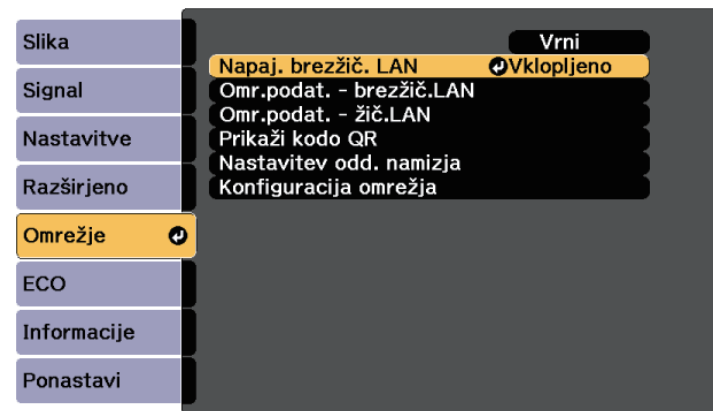 Slika
Signal
Nastavitve
Razširjeno
Omrežje
ECO
Informacije
Ponastavi
Vrni
Napaj. brezžič. LAN Vklopljeno
Omr.podat. - brezžič.LAN
Omr.podat. - žič.LAN
Prikaži kodo QR
Nastavitev odd. namizja
Konfiguracija omrežja